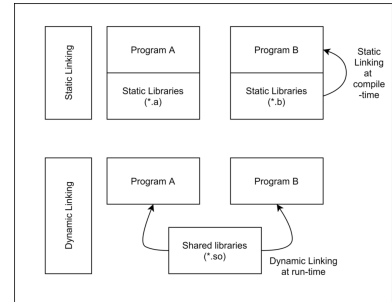 Static Linking
Program A
Static Libraries
(*.a)
Program B
Static Libraries
(*.b)
Static
Linking
at
compile
-time
Dynamic Linking
Program A
Program B
Shared libraries
(*.so)
Dynamic Linking
at run-time